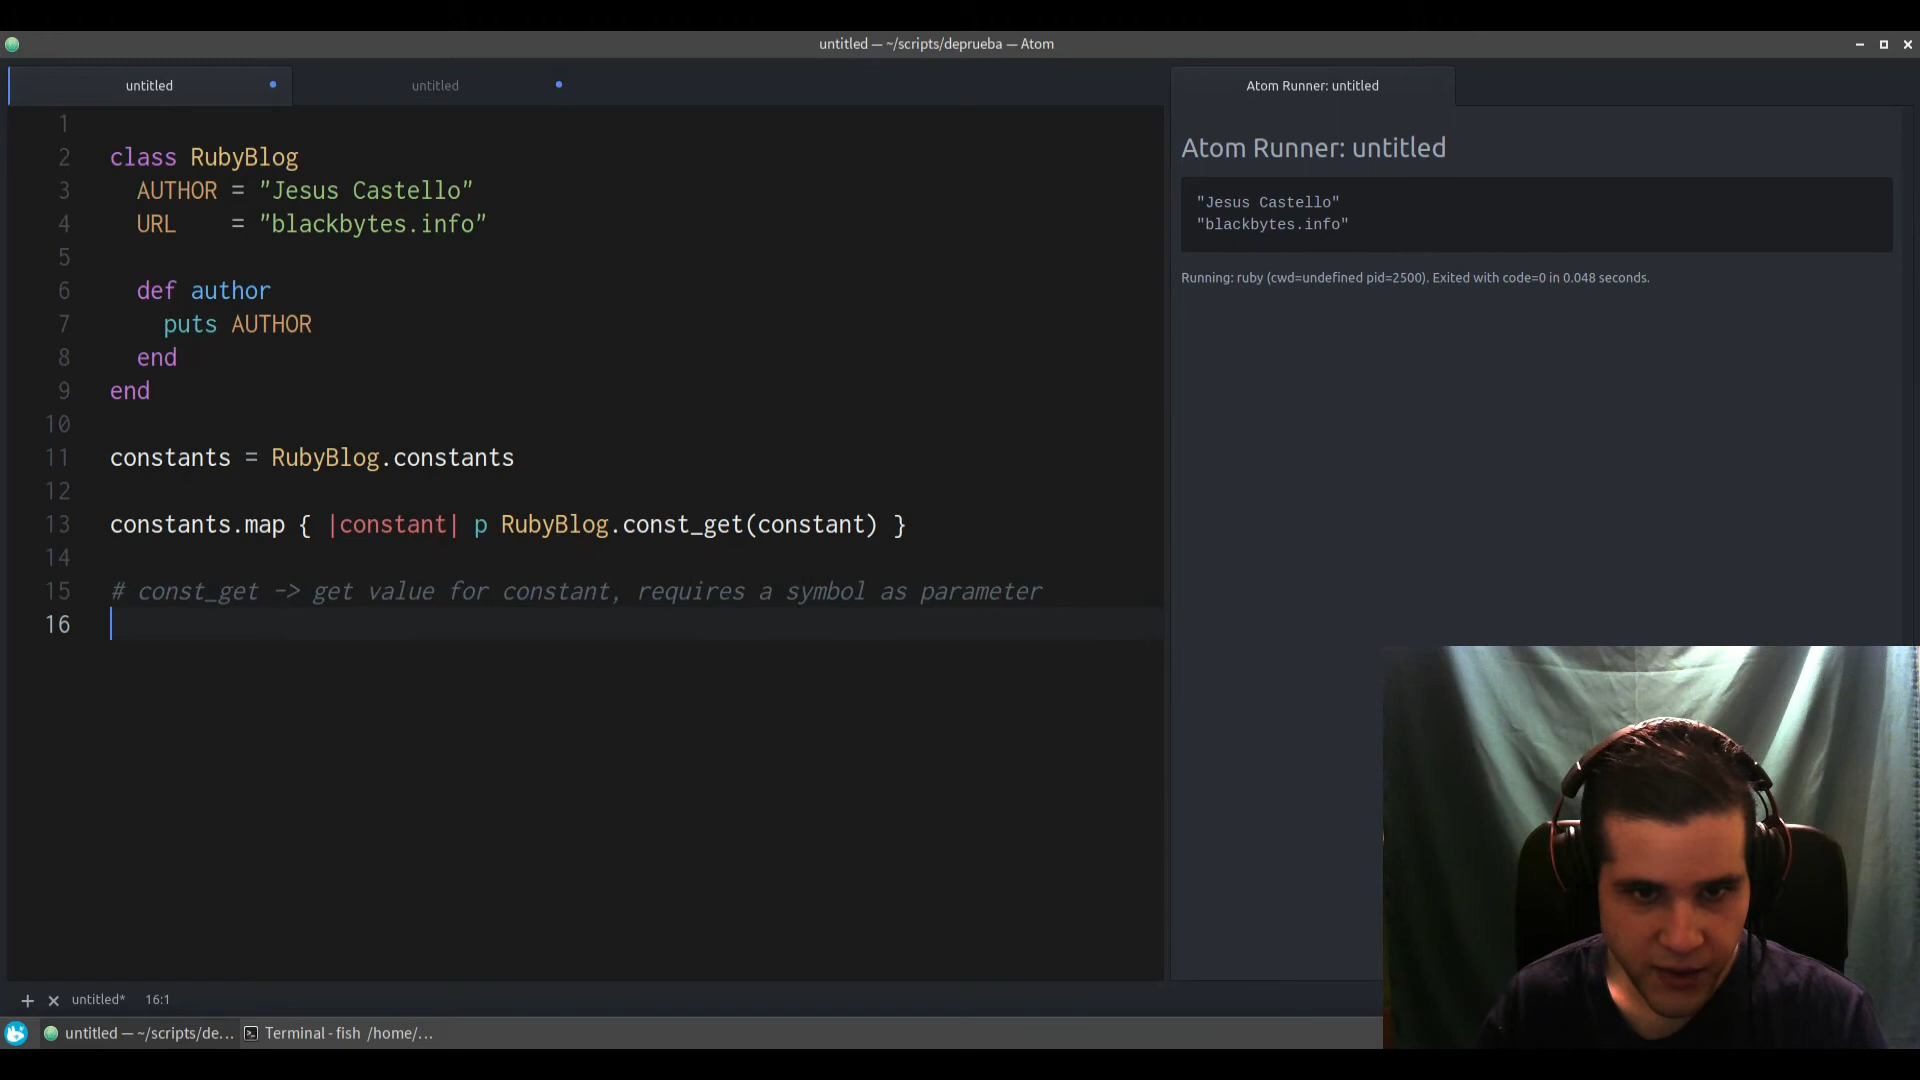 untitled — ~/scripts/deprueba — Atom
untitled
untitled
Atom Runner: untitled
1
2 class RubyBlog
3 AUTHOR = "Jesus Castello"
4 URL = "blackbytes.info"
5
6 def author
7 puts AUTHOR
8 end
9 end
10
11 constants = RubyBlog.constants
12
13 constants.map { |constant| p RubyBlog.const_get(constant) }
14
15 # const_get -> get value for constant, requires a symbol as parameter
16
Atom Runner: untitled
"Jesus Castello"
"blackbytes.info"
Running: ruby (cwd=undefined pid=2500). Exited with code=0 in 0.048 seconds.
untitled* 16:1
untitled — ~/scripts/de... Terminal - fish /home/...